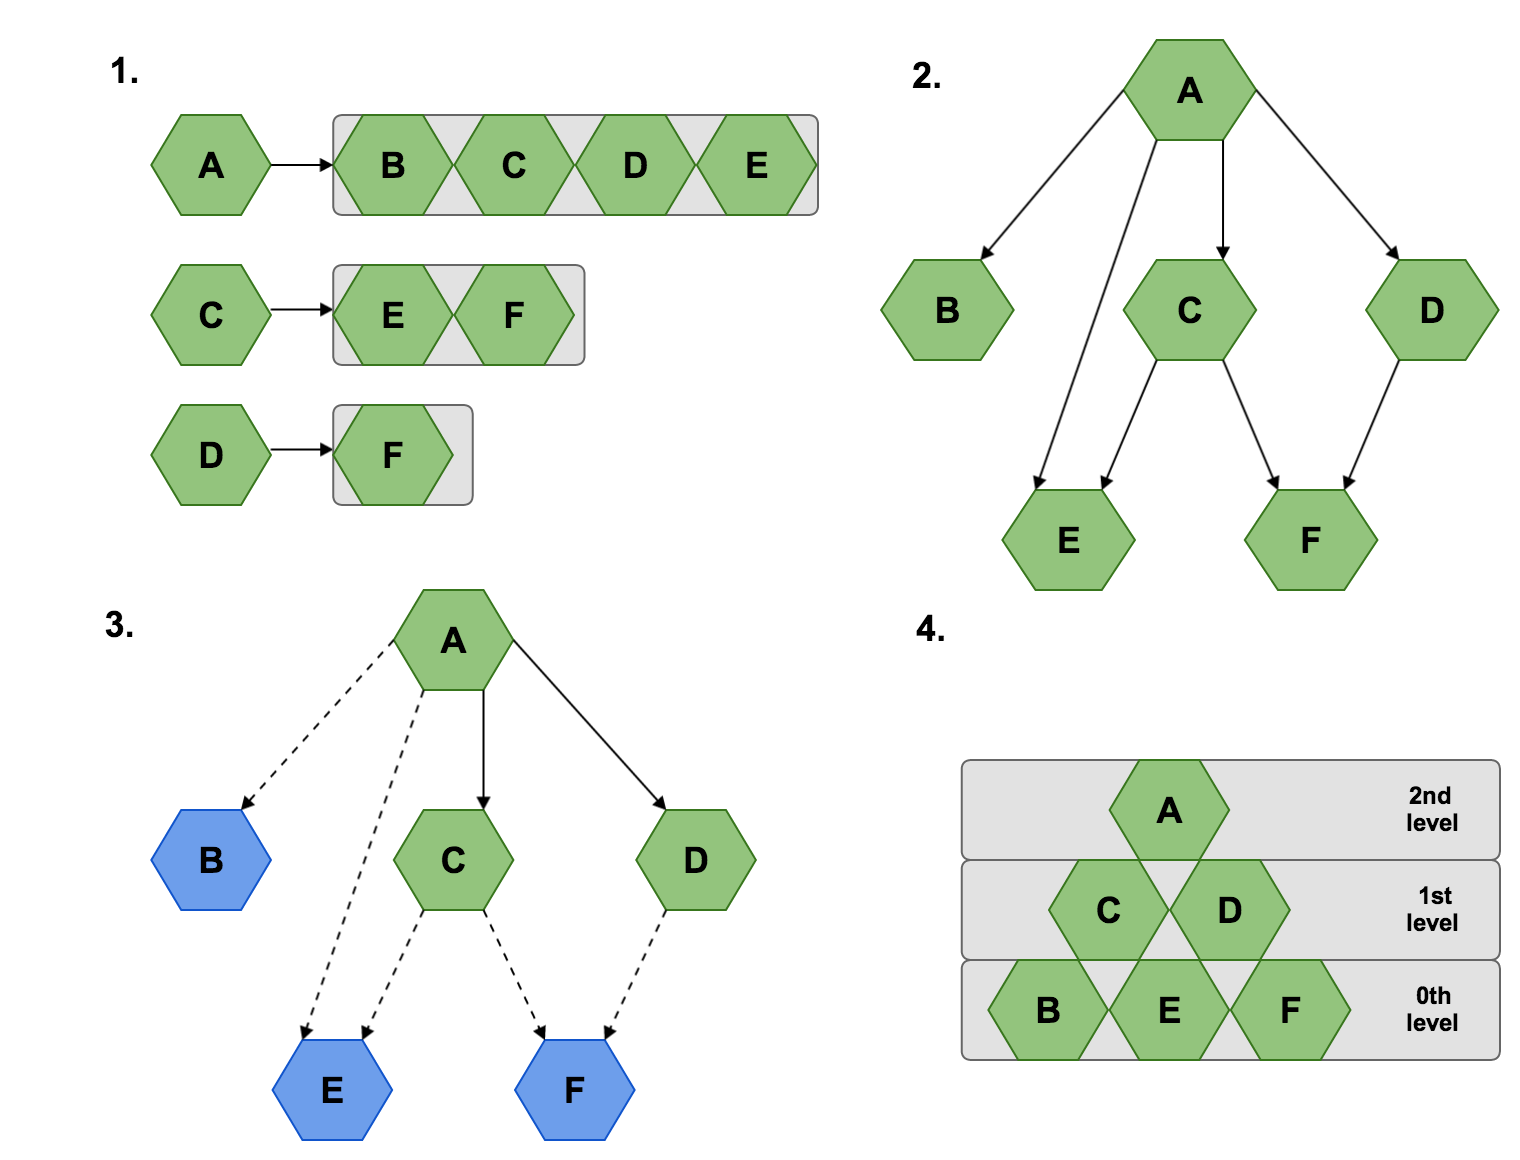 1.
A B C D E
C E F
D F
2.
A
B C D
E F
3.
A
B C D
E F
4.
A 2nd
level
C D 1st
level
B E F 0th
level